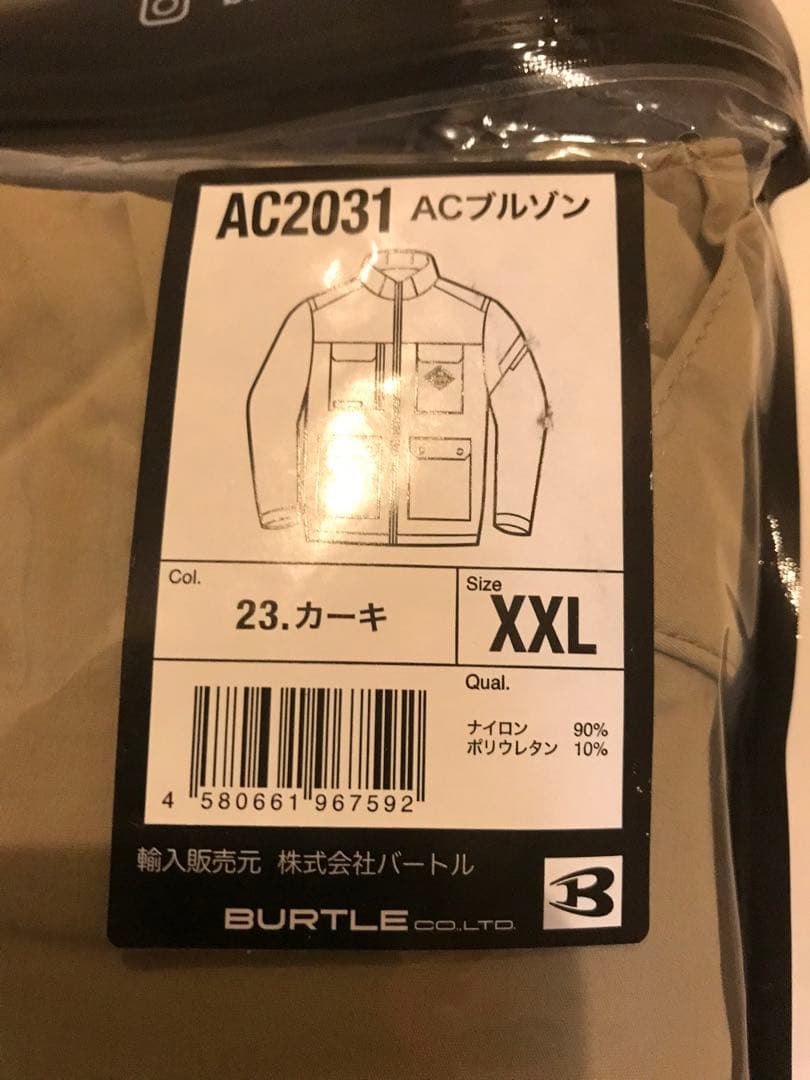 AC2031 ACブルゾン
Col.
23.カーキ
Size
XXL
Qual.
ナイロン 90%
ポリウレタン 10%
4 580661 967592
輸入販売元 株式会社バートル
BURTLE CO.,LTD.
B